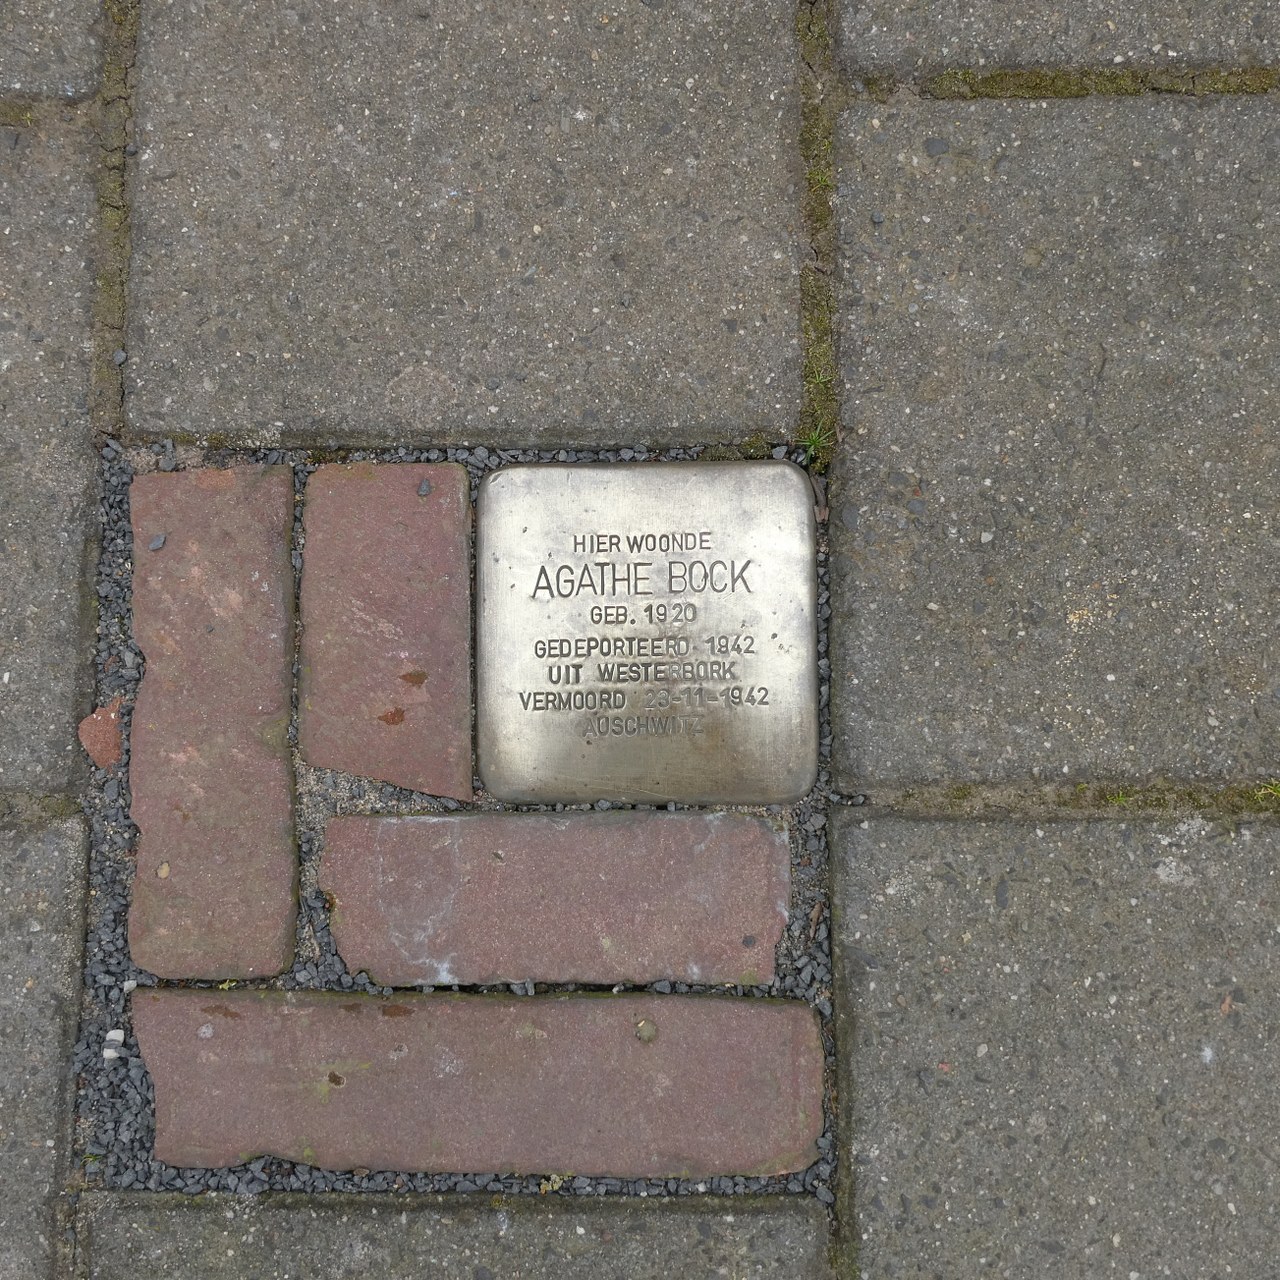 HIER WOONDE
AGATHE BOCK
GEB. 1920
GEDEPORTEERD 1942
UIT WESTERBORK
VERMOORD 23-11-1942
AUSCHWITZ